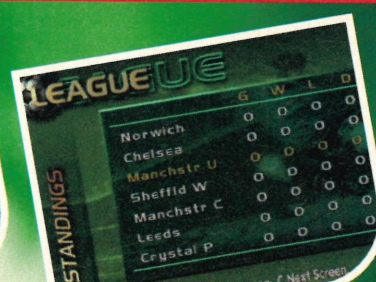 LEAGUE
STANDINGS
G W L D
Norwich 0 0 0 0
Chelsea 0 0 0 0
Manchstr U 0 0 0 0
Sheffld W 0 0 0 0
Manchstr C 0 0 0 0
Leeds 0 0 0 0
Crystal P 0 0 0 0
C Next Screen